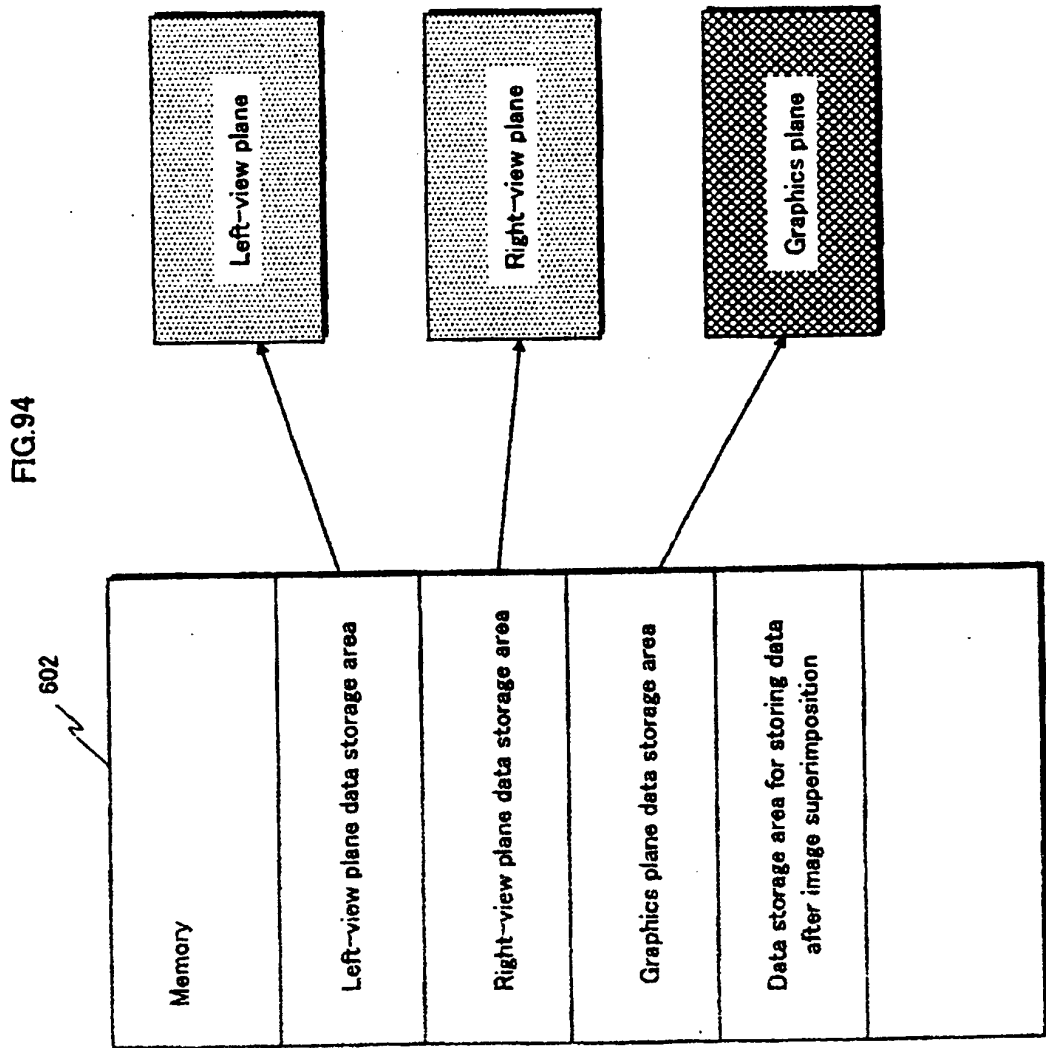 FIG.94
602
Memory
Left-view plane data storage area
Right-view plane data storage area
Graphics plane data storage area
Data storage area for storing data
after image superimposition
Left-view plane
Right-view plane
Graphics plane